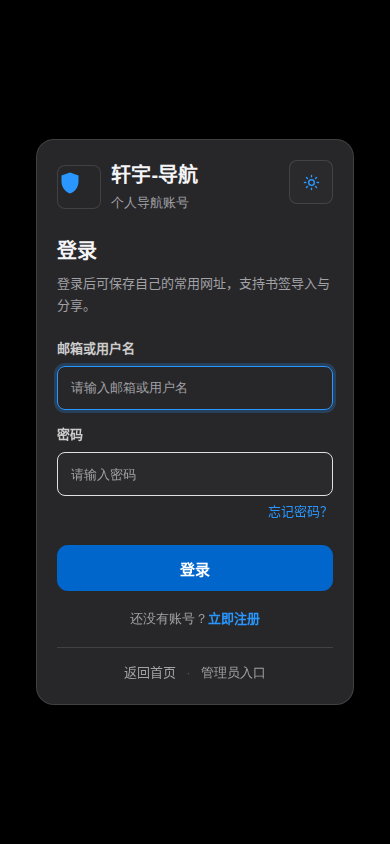 轩宇-导航
个人导航账号
登录
登录后可保存自己的常用网址，支持书签导入与
分享。
邮箱或用户名
请输入邮箱或用户名
密码
请输入密码
忘记密码？
登录
还没有账号？立即注册
返回首页 · 管理员入口